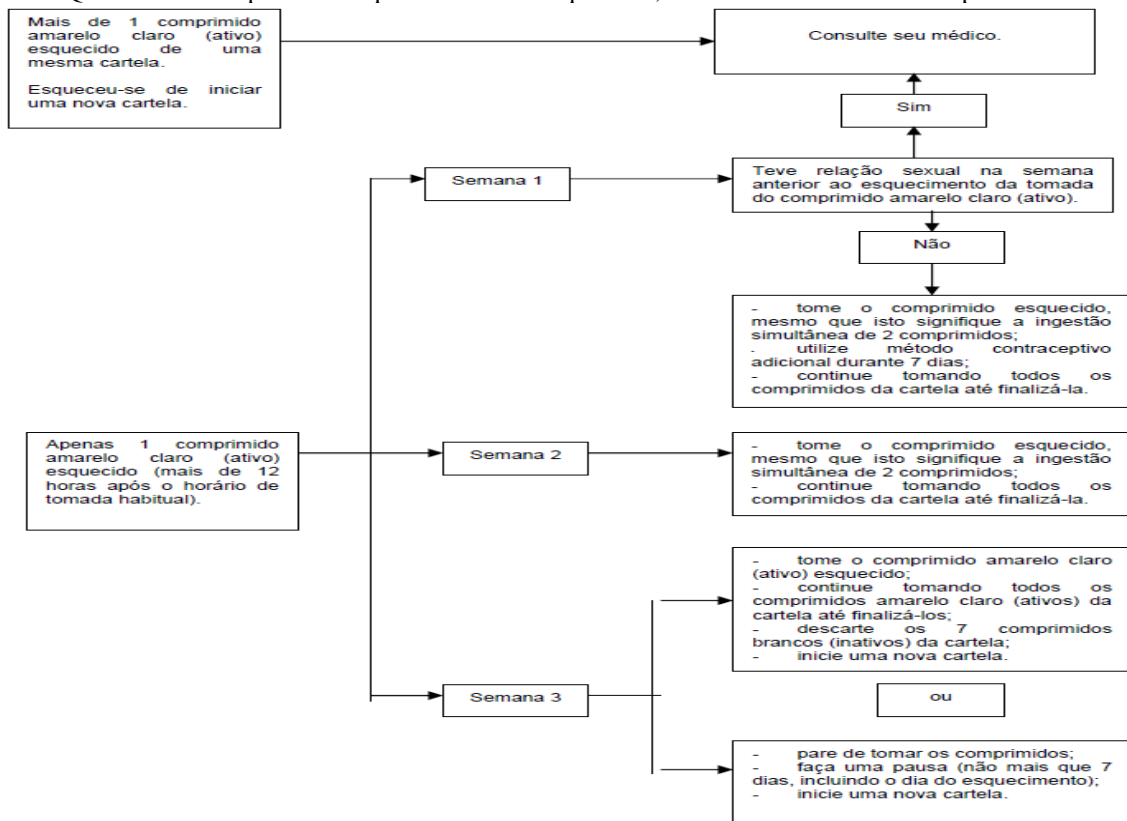 Mais de 1 comprimido
amarelo claro (ativo)
esquecido de uma
mesma cartela.
Esqueceu-se de iniciar
uma nova cartela.
Consulte seu médico.
Sim
Semana 1
Teve relação sexual na semana
anterior ao esquecimento da tomada
do comprimido amarelo claro (ativo).
Não
- tome o comprimido esquecido,
mesmo que isto signifique a ingestão
simultânea de 2 comprimidos;
- utilize método contraceptivo
adicional durante 7 dias;
- continue tomando todos os
comprimidos da cartela até finalizá-la.
Apenas 1 comprimido
amarelo claro (ativo)
esquecido (mais de 12
horas após o horário de
tomada habitual).
Semana 2
- tome o comprimido esquecido,
mesmo que isto signifique a ingestão
simultânea de 2 comprimidos;
- continue tomando todos os
comprimidos da cartela até finalizá-la.
Semana 3
- tome o comprimido amarelo claro
(ativo) esquecido;
- continue tomando todos os
comprimidos amarelo claro (ativos) da
cartela até finalizá-los;
- descarte os 7 comprimidos
brancos (inativos) da cartela;
- inicie uma nova cartela.
ou
- pare de tomar os comprimidos;
- faça uma pausa (não mais que 7
dias, incluindo o dia do esquecimento);
- inicie uma nova cartela.